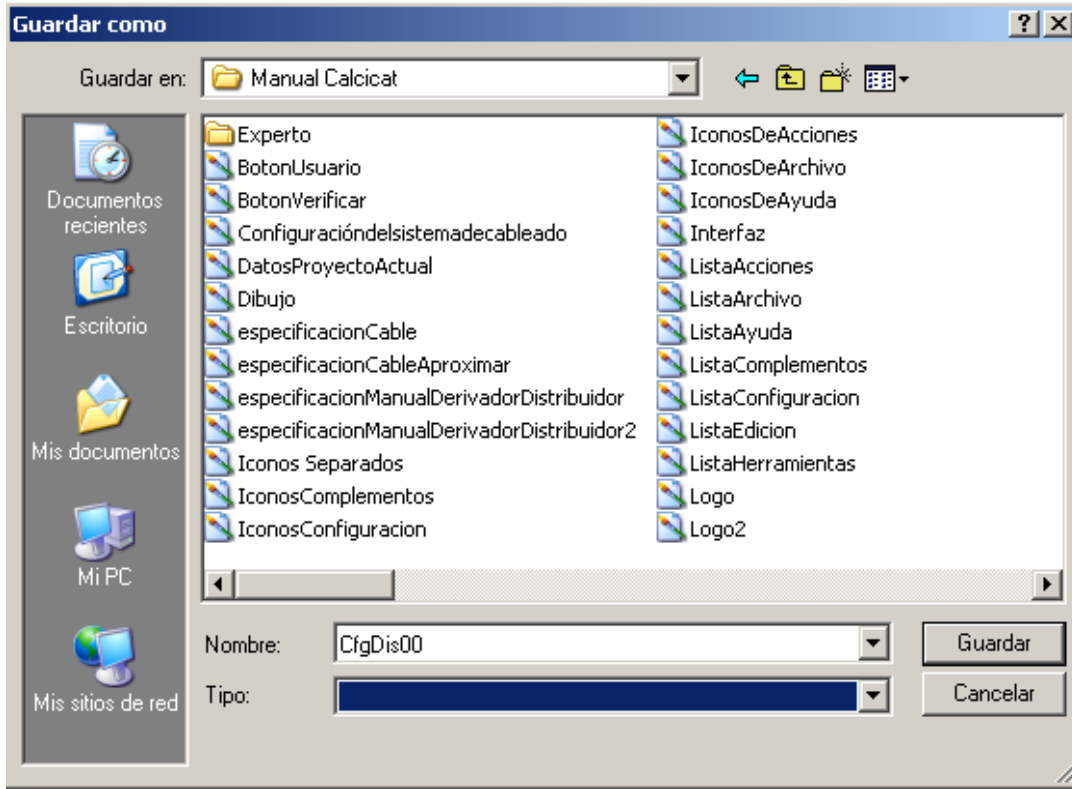 Guardar como
Guardar en: Manual Calcicat
Documentos recientes
Escritorio
Mis documentos
Mi PC
Mis sitios de red
Experto
BotonUsuario
BotonVerificar
Configuracióndelsistemadecableado
DatosProyectoActual
Dibujo
especificacionCable
especificacionCableAproximar
especificacionManualDerivadorDistribuidor
especificacionManualDerivadorDistribuidor2
Iconos Separados
IconosComplementos
IconosConfiguracion
IconosDeAcciones
IconosDeArchivo
IconosDeAyuda
Interfaz
ListaAcciones
ListaArchivo
ListaAyuda
ListaComplementos
ListaConfiguracion
ListaEdicion
ListaHerramientas
Logo
Logo2
Nombre: CfgDis00 Guardar
Tipo: Cancelar